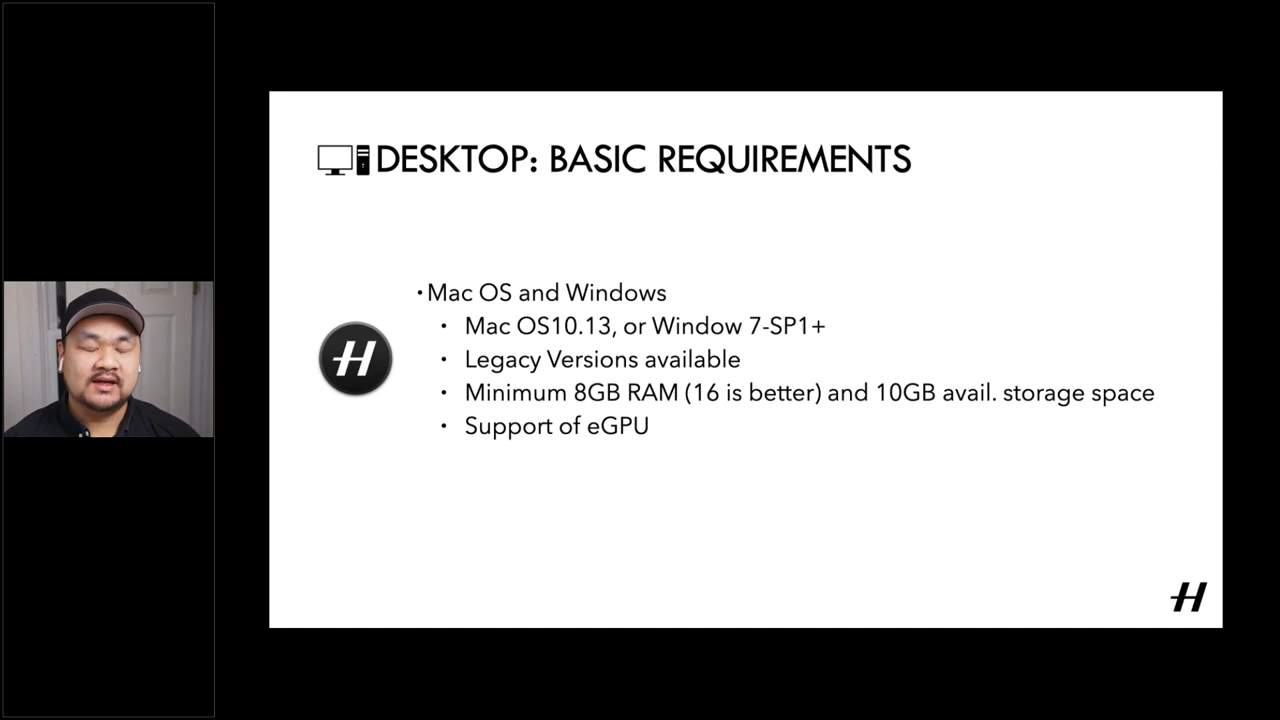 DESKTOP: BASIC REQUIREMENTS
• Mac OS and Windows
• Mac OS10.13, or Window 7-SP1+
• Legacy Versions available
• Minimum 8GB RAM (16 is better) and 10GB avail. storage space
• Support of eGPU
H
H